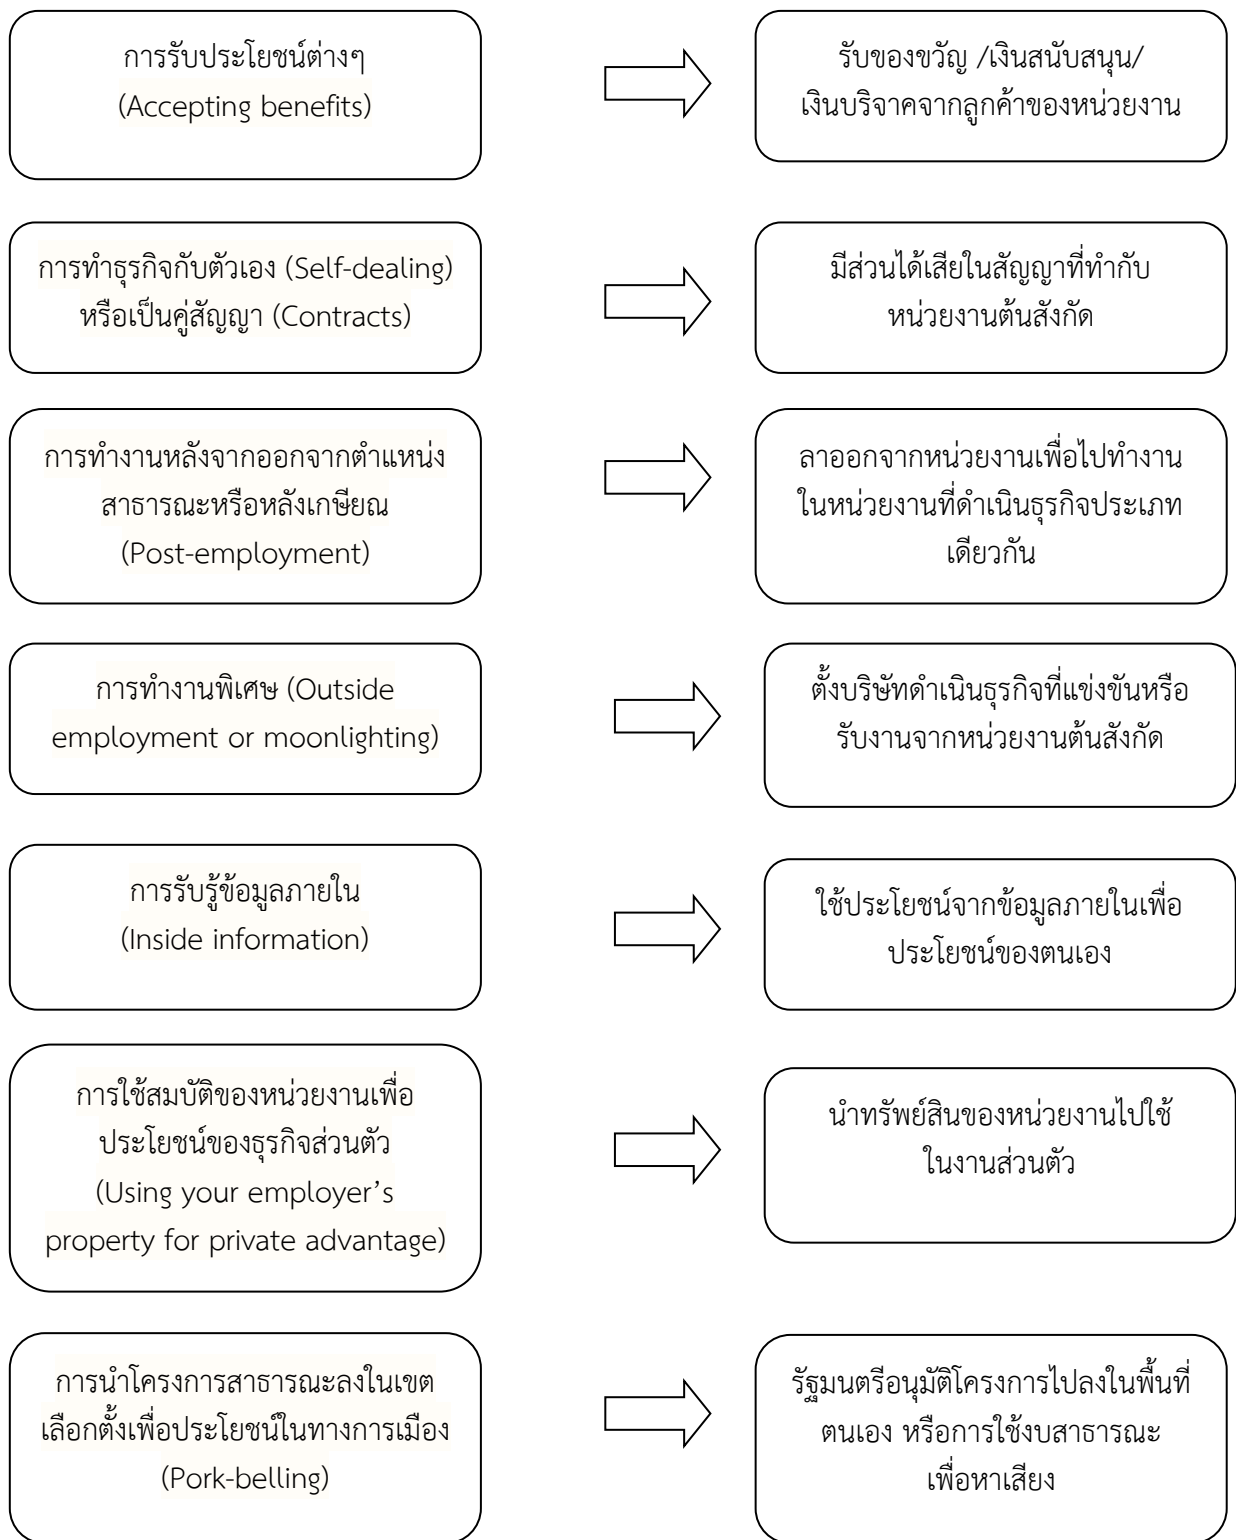 การรับประโยชน์ต่างๆ
(Accepting benefits)
รับของขวัญ /เงินสนับสนุน/
เงินบริจาคจากลูกค้าของหน่วยงาน
การทำธุรกิจกับตัวเอง (Self-dealing)
หรือเป็นคู่สัญญา (Contracts)
มีส่วนได้เสียในสัญญาที่ทำกับ
หน่วยงานต้นสังกัด
การทำงานหลังจากออกจากตำแหน่ง
สาธารณะหรือหลังเกษียณ
(Post-employment)
ลาออกจากหน่วยงานเพื่อไปทำงาน
ในหน่วยงานที่ดำเนินธุรกิจประเภท
เดียวกัน
การทำงานพิเศษ (Outside
employment or moonlighting)
ตั้งบริษัทดำเนินธุรกิจที่แข่งขันหรือ
รับงานจากหน่วยงานต้นสังกัด
การรับรู้ข้อมูลภายใน
(Inside information)
ใช้ประโยชน์จากข้อมูลภายในเพื่อ
ประโยชน์ของตนเอง
การใช้สมบัติของหน่วยงานเพื่อ
ประโยชน์ของธุรกิจส่วนตัว
(Using your employer’s
property for private advantage)
นำทรัพย์สินของหน่วยงานไปใช้
ในงานส่วนตัว
การนำโครงการสาธารณะลงในเขต
เลือกตั้งเพื่อประโยชน์ในทางการเมือง
(Pork-belling)
รัฐมนตรีอนุมัติโครงการไปลงในพื้นที่
ตนเอง หรือการใช้งบสาธารณะ
เพื่อหาเสียง